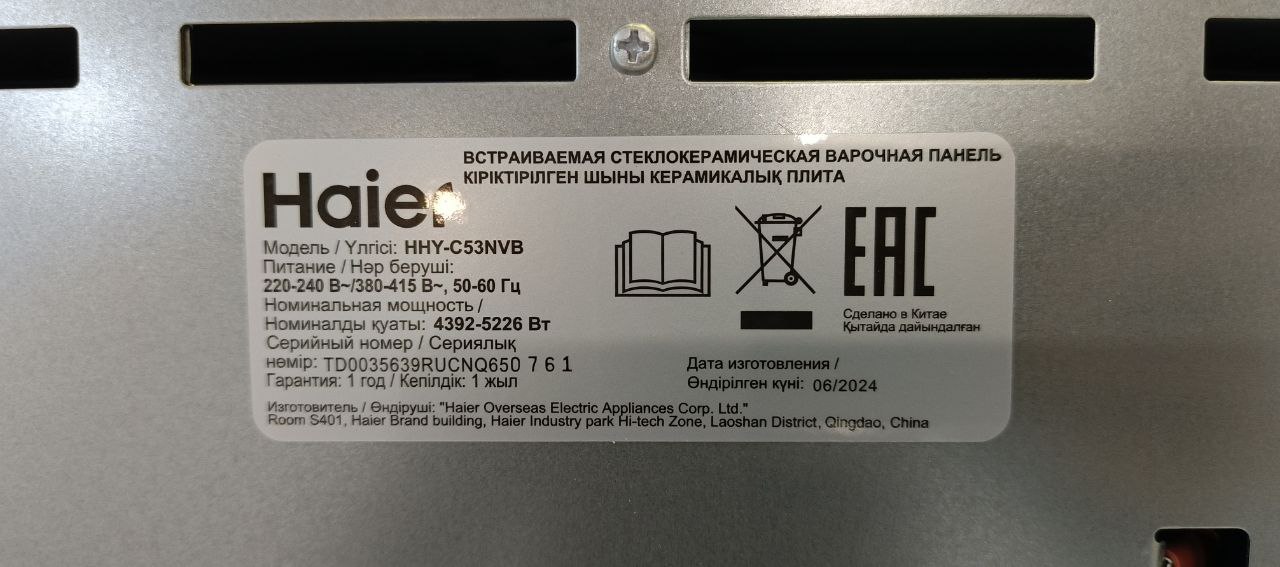 ВСТРАИВАЕМАЯ СТЕКЛОКЕРАМИЧЕСКАЯ ВАРОЧНАЯ ПАНЕЛЬ
КІРІКТІРІЛГЕН ШЫНЫ КЕРАМИКАЛЫҚ ПЛИТА
Haier
Модель / Үлгісі: HHY-C53NVB
Питание / Нәр беруші:
220-240 В~/380-415 В~, 50-60 Гц
Номинальная мощность /
Номиналды қуаты: 4392-5226 Вт
Серийный номер / Сериялық
нөмір: TD0035639RUCNQ650 7 6 1
Гарантия: 1 год / Кепілдік: 1 жыл
EAC
Сделано в Китае
Қытайда дайындалған
Дата изготовления /
Өндірілген күні: 06/2024
Изготовитель / Өндіруші: "Haier Overseas Electric Appliances Corp. Ltd."
Room S401, Haier Brand building, Haier Industry park Hi-tech Zone, Laoshan District, Qingdao, China